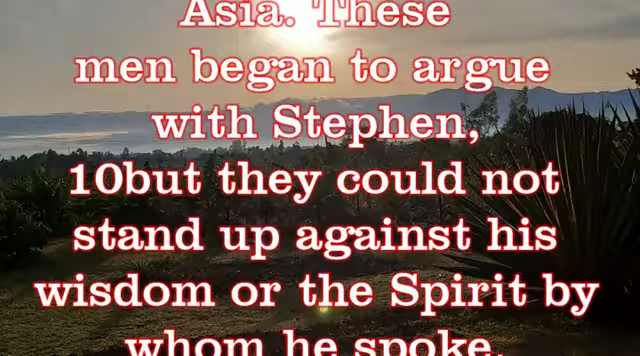 Asia. These
men began to argue
with Stephen,
10but they could not
stand up against his
wisdom or the Spirit by
whom he spoke.